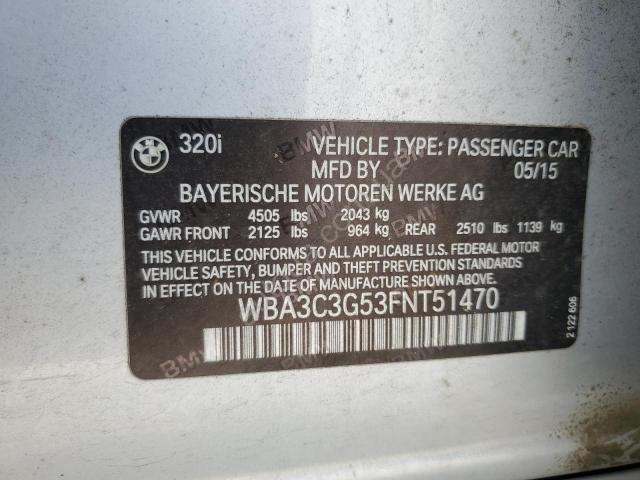 320i VEHICLE TYPE: PASSENGER CAR
MFD BY 05/15
BAYERISCHE MOTOREN WERKE AG
GVWR 4505 lbs 2043 kg
GAWR FRONT 2125 lbs 964 kg REAR 2510 lbs 1139 kg
THIS VEHICLE CONFORMS TO ALL APPLICABLE U.S. FEDERAL MOTOR
VEHICLE SAFETY, BUMPER AND THEFT PREVENTION STANDARDS IN
EFFECT ON THE DATE OF MANUFACTURE SHOWN ABOVE.
WBA3C3G53FNT51470
2 122 606